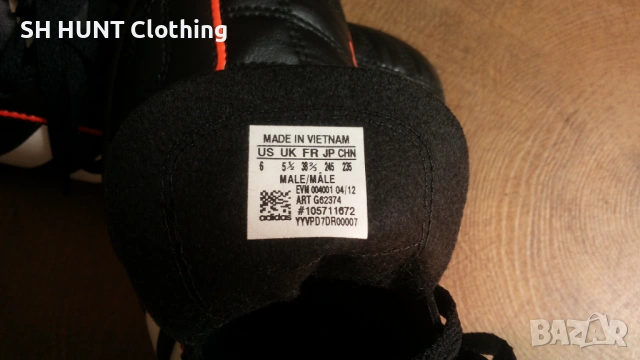 SH HUNT Clothing
MADE IN VIETNAM
US UK FR JP CHN
6 5½ 38⅔ 245 235
MALE/MÂLE
EVM 004001 04/12
ART G62374
#105711672
adidas YYVPD7DR00007
BAZAR